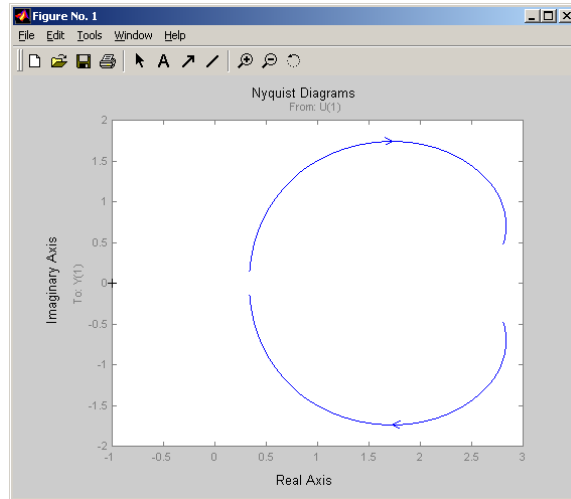 Figure No. 1
File Edit Tools Window Help
A
Nyquist Diagrams
From: U(1)
2
1.5
1
0.5
0
-0.5
-1
-1.5
-2
Imaginary Axis
To: Y(1)
-1 -0.5 0 0.5 1 1.5 2 2.5 3
Real Axis